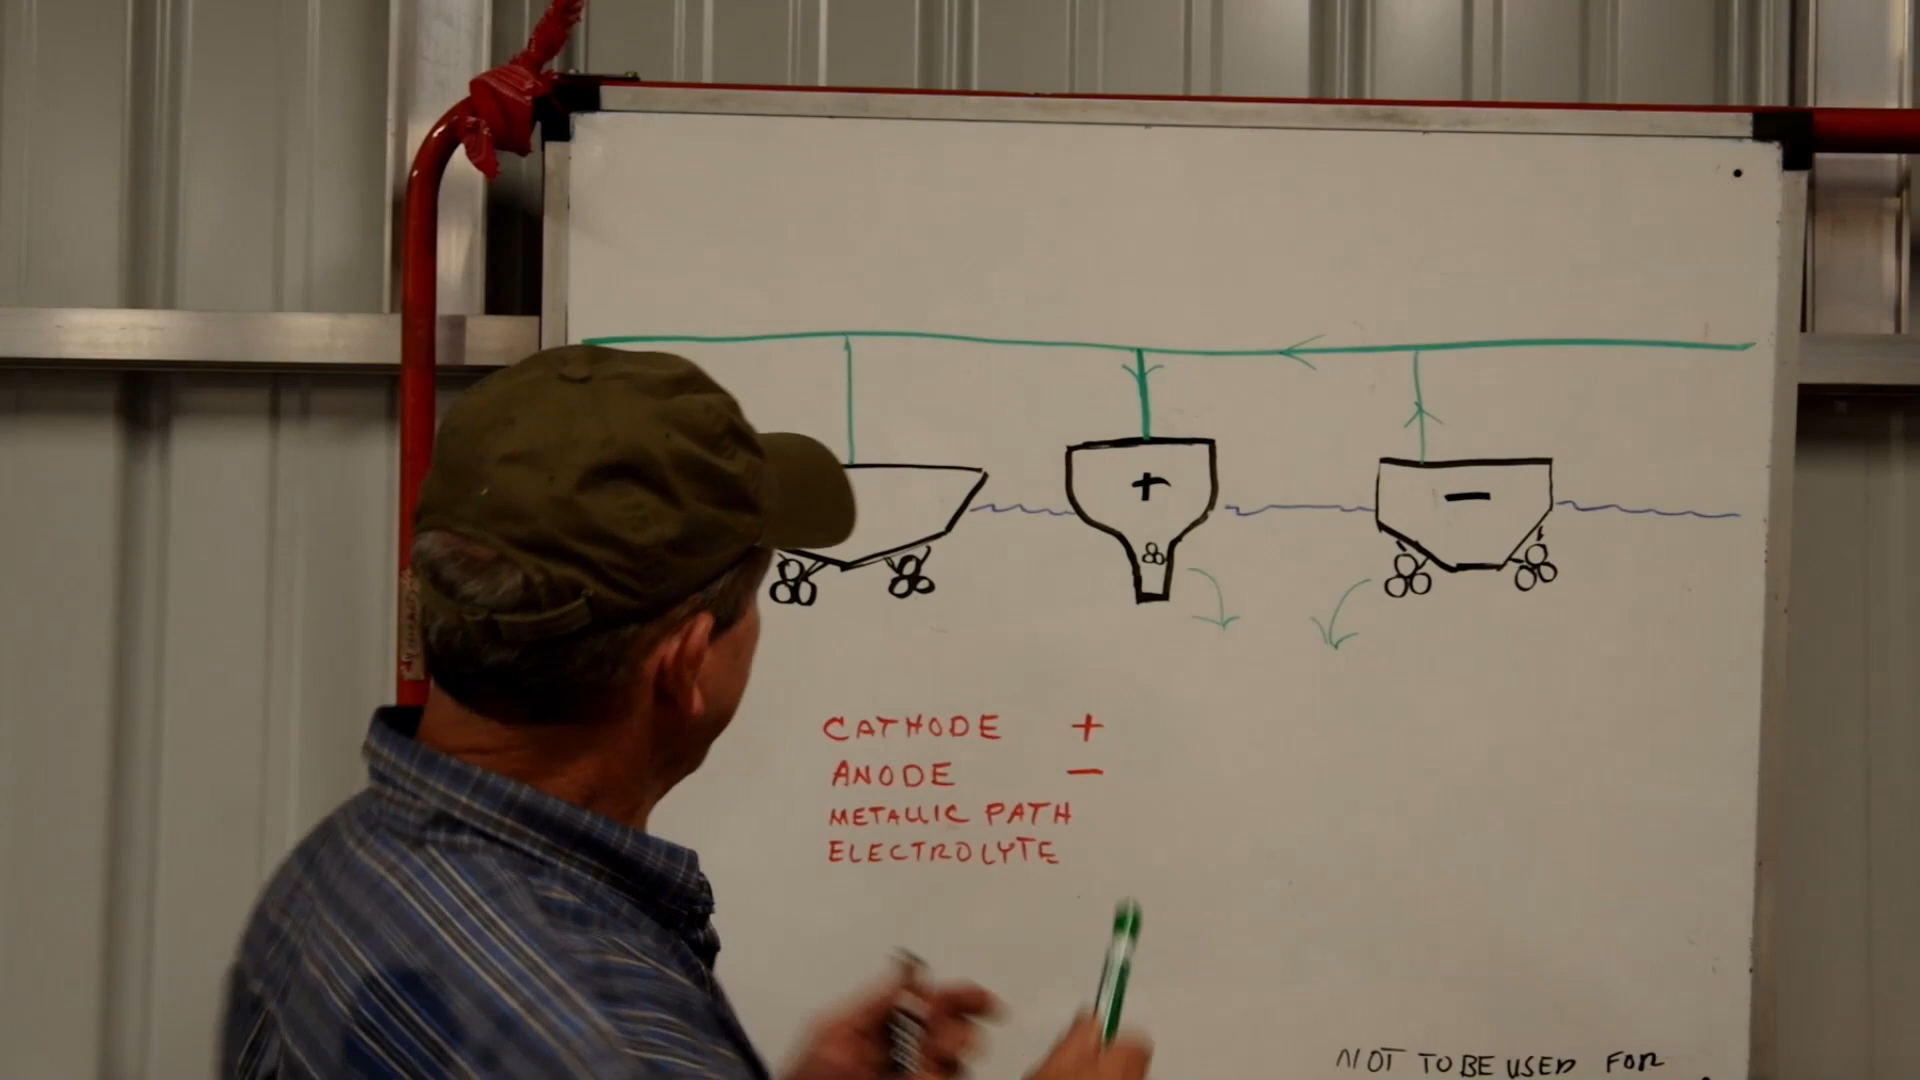 + −
CATHODE +
ANODE −
METALLIC PATH
ELECTROLYTE
NOT TO BE USED FOR